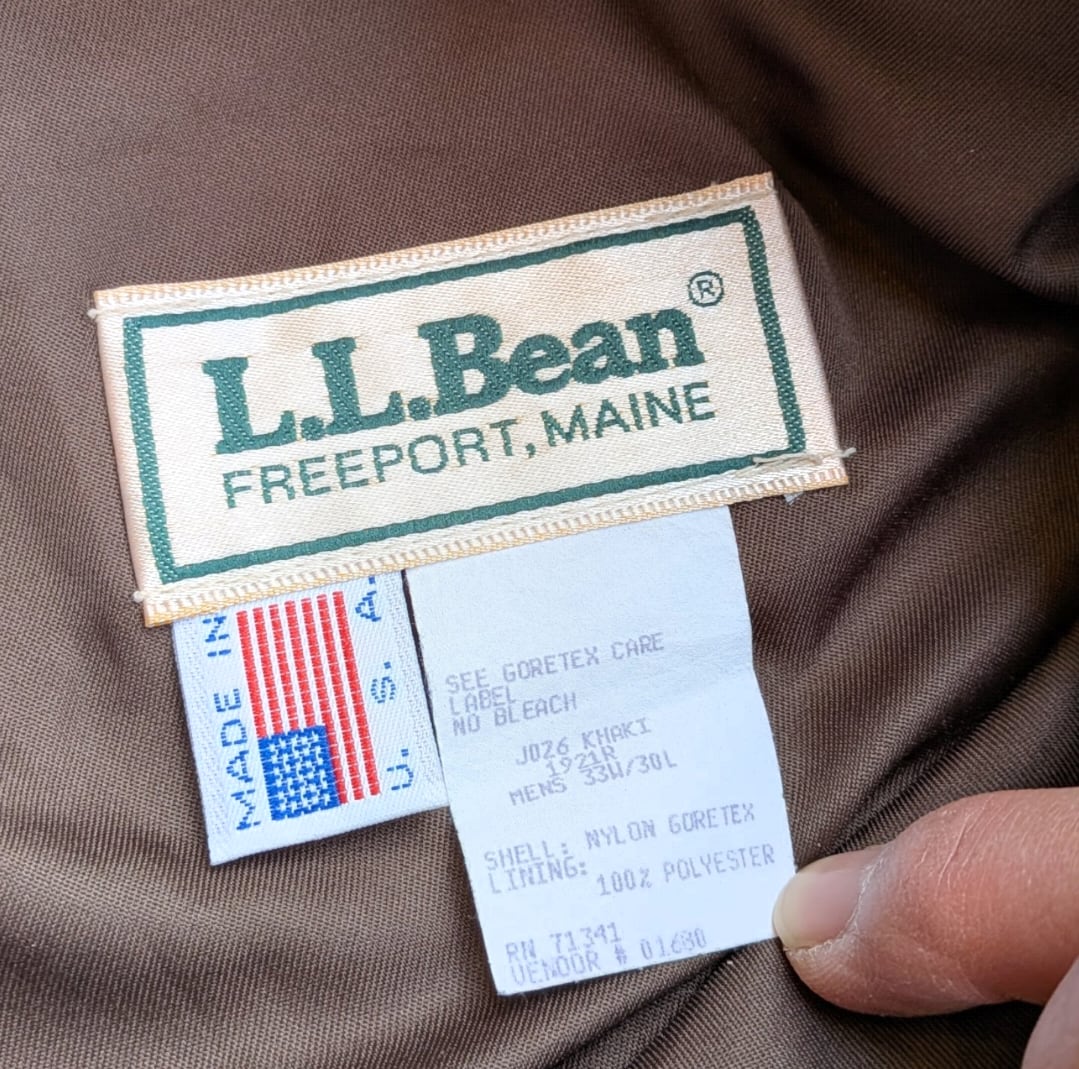 L.L.Bean®
FREEPORT, MAINE
MADE IN
U. S. A.
SEE GORETEX CARE
LABEL
NO BLEACH
J026 KHAKI
1921R
MENS 33W/30L
SHELL: NYLON GORETEX
LINING: 100% POLYESTER
RN 71341
VENDOR # 01680